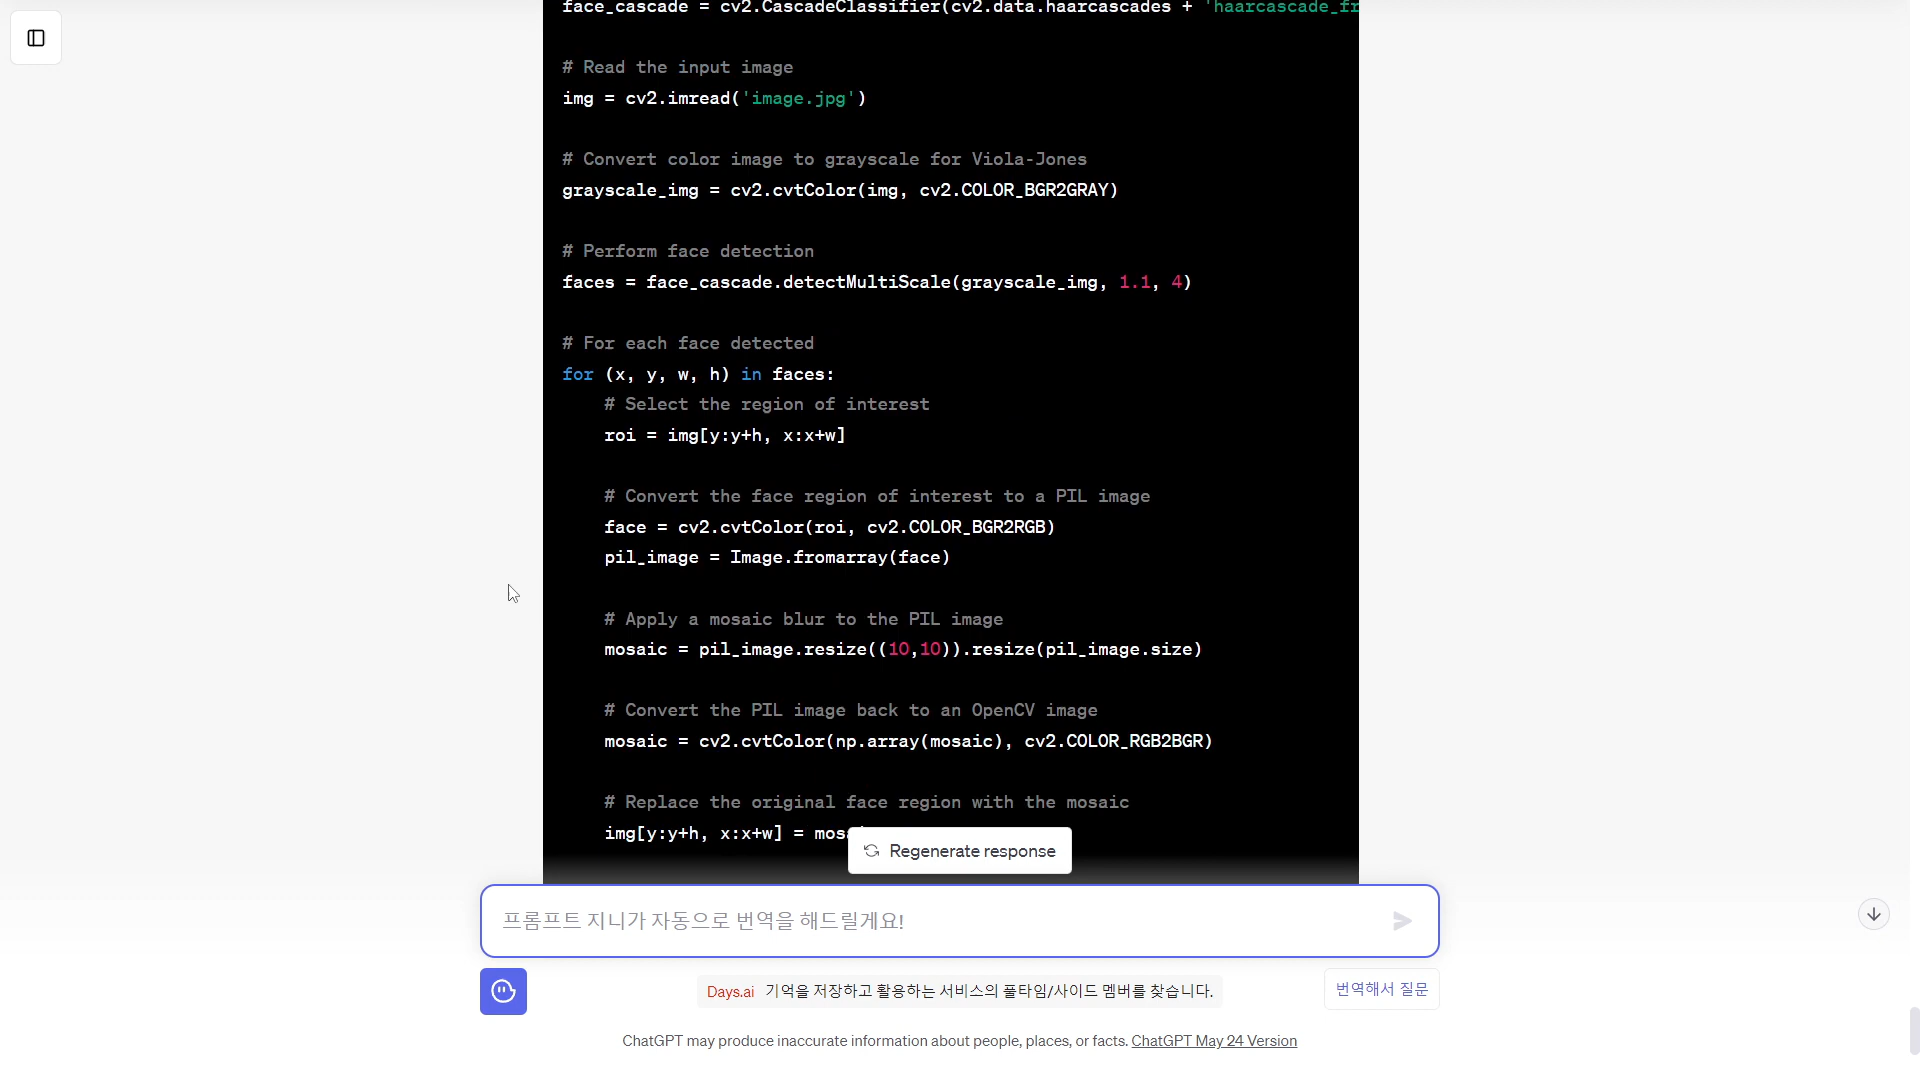 face_cascade = cv2.CascadeClassifier(cv2.data.haarcascades + 'haarcascade_fr
# Read the input image
img = cv2.imread('image.jpg')
# Convert color image to grayscale for Viola-Jones
grayscale_img = cv2.cvtColor(img, cv2.COLOR_BGR2GRAY)
# Perform face detection
faces = face_cascade.detectMultiScale(grayscale_img, 1.1, 4)
# For each face detected
for (x, y, w, h) in faces:
    # Select the region of interest
    roi = img[y:y+h, x:x+w]
    # Convert the face region of interest to a PIL image
    face = cv2.cvtColor(roi, cv2.COLOR_BGR2RGB)
    pil_image = Image.fromarray(face)
    # Apply a mosaic blur to the PIL image
    mosaic = pil_image.resize((10,10)).resize(pil_image.size)
    # Convert the PIL image back to an OpenCV image
    mosaic = cv2.cvtColor(np.array(mosaic), cv2.COLOR_RGB2BGR)
    # Replace the original face region with the mosaic
    img[y:y+h, x:x+w] = mosa
Regenerate response
프롬프트 지니가 자동으로 번역을 해드릴게요!
Days.ai 기억을 저장하고 활용하는 서비스의 풀타임/사이드 멤버를 찾습니다.
번역해서 질문
ChatGPT may produce inaccurate information about people, places, or facts. ChatGPT May 24 Version